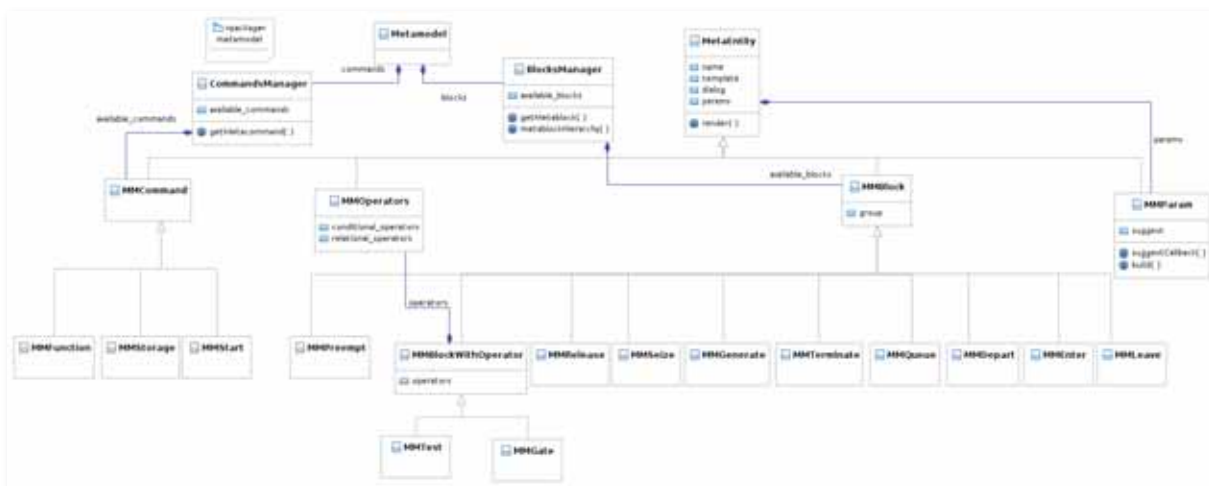 metamodel
Metamodel
MetaEntity
name
template
dialog
params
render( )
commands
CommandsManager
available_commands
getMetacommand( )
BlocksManager
available_blocks
getMetablock( )
metablockHierarchy( )
blocks
available_commands
params
available_blocks
MMCommand
MMOperators
conditional_operators
relational_operators
MMBlock
group
MMParam
suggest
suggestCallback( )
build( )
operators
MMFunction
MMStorage
MMStart
MMPreempt
MMBlockWithOperator
operators
MMRelease
MMSeize
MMGenerate
MMTerminate
MMQueue
MMDepart
MMEnter
MMLeave
MMTest
MMGate